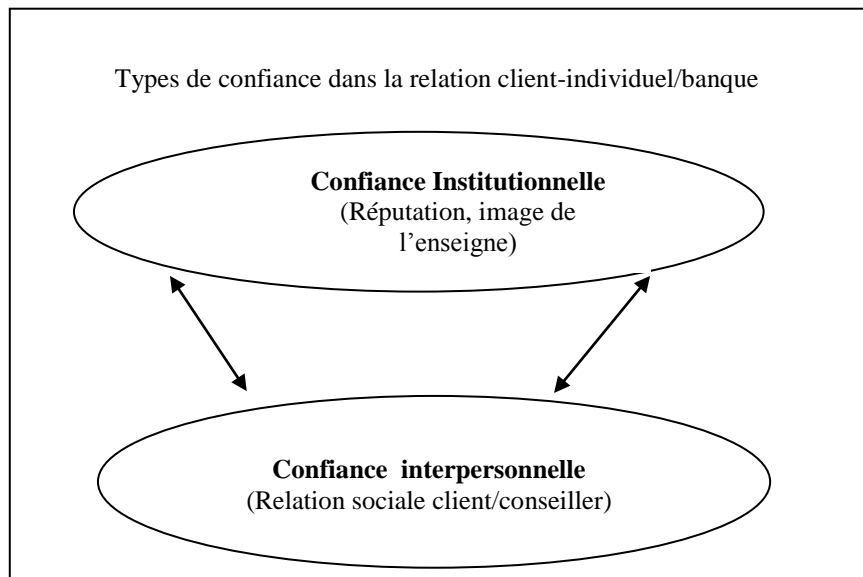 Types de confiance dans la relation client-individuel/banque
Confiance Institutionnelle
(Réputation, image de
l’enseigne)
Confiance interpersonnelle
(Relation sociale client/conseiller)